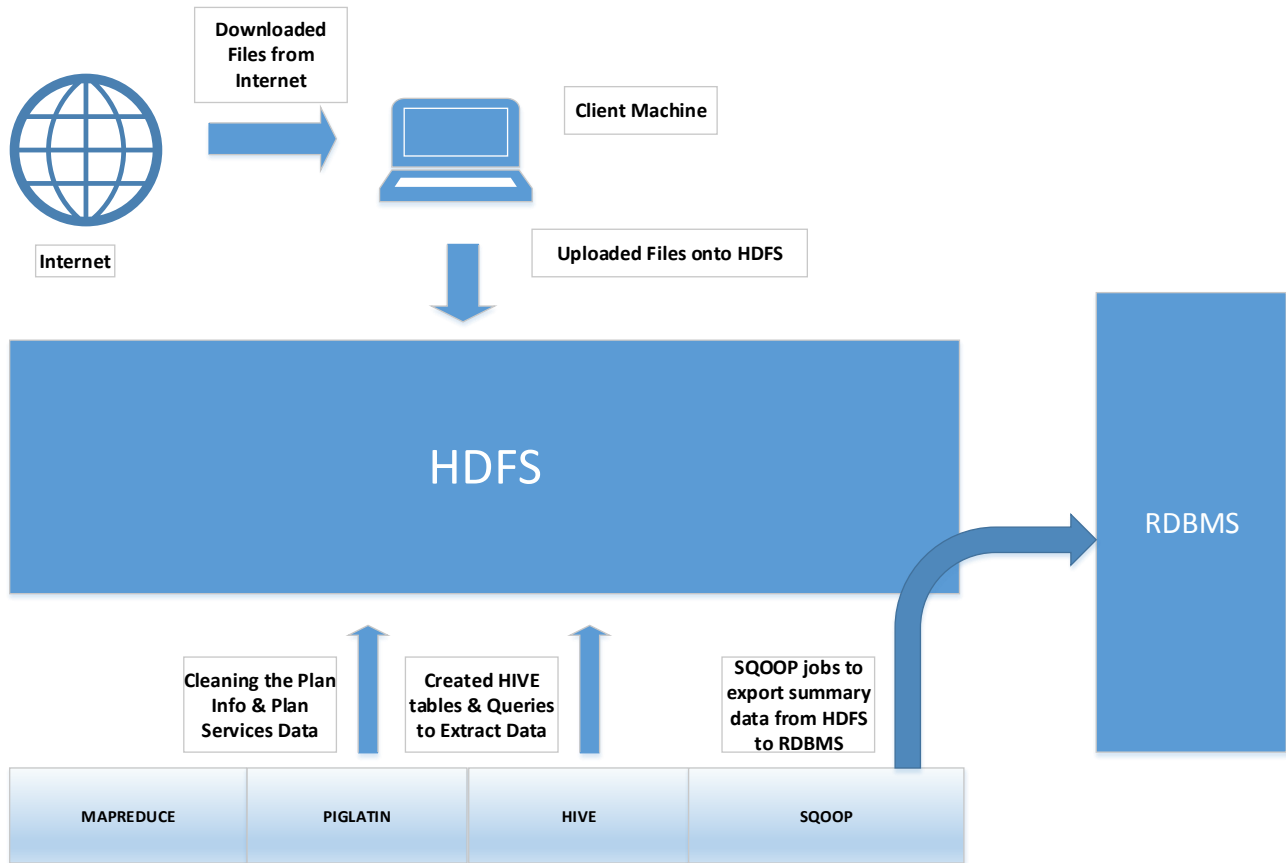 Downloaded
Files from
Internet
Client Machine
Internet
Uploaded Files onto HDFS
HDFS
RDBMS
Cleaning the Plan
Info & Plan
Services Data
Created HIVE
tables & Queries
to Extract Data
SQOOP jobs to
export summary
data from HDFS
to RDBMS
MAPREDUCE
PIGLATIN
HIVE
SQOOP